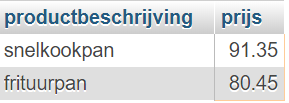 productbeschrijving prijs
snelkookpan 91.35
frituurpan 80.45